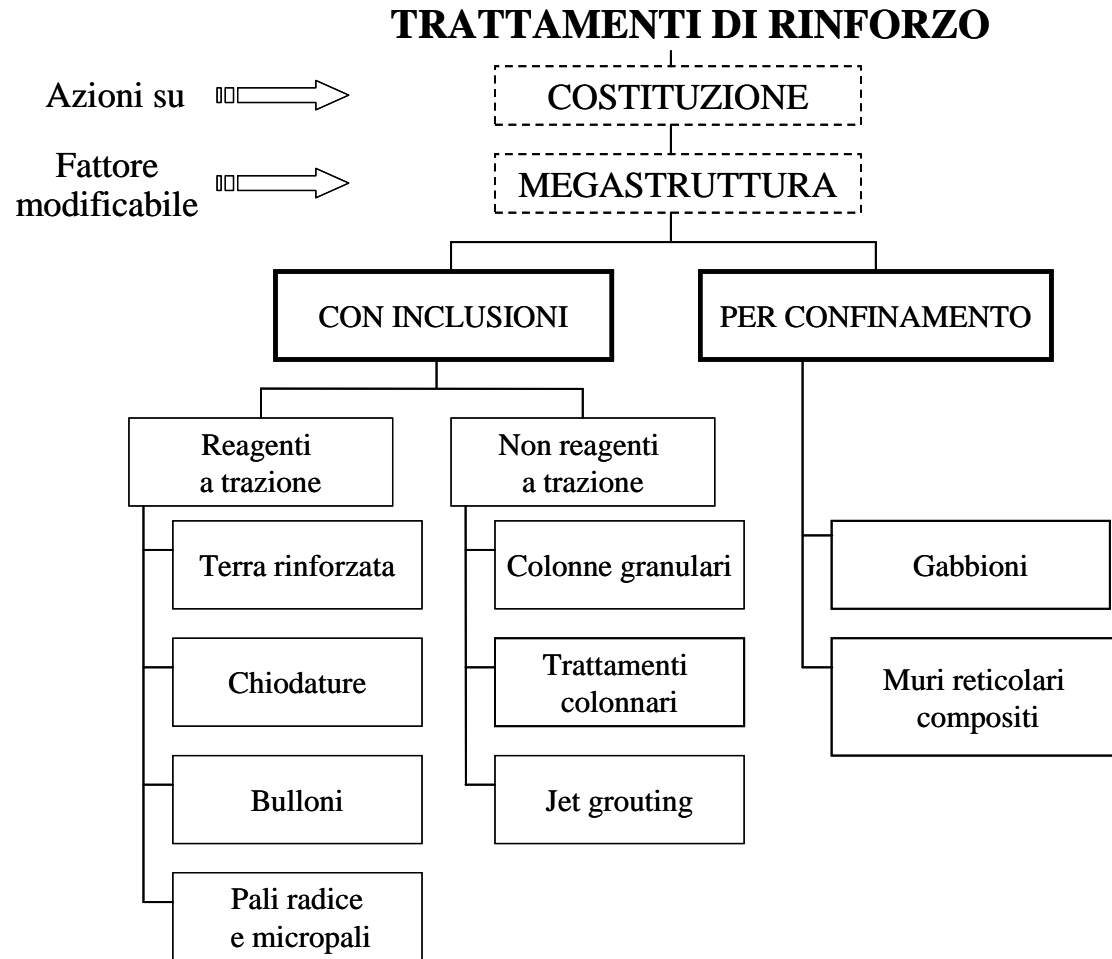 TRATTAMENTI DI RINFORZO
Azioni su
COSTITUZIONE
Fattore
modificabile
MEGASTRUTTURA
CON INCLUSIONI
PER CONFINAMENTO
Reagenti
a trazione
Non reagenti
a trazione
Terra rinforzata
Colonne granulari
Gabbioni
Chiodature
Trattamenti
colonnari
Muri reticolari
compositi
Bulloni
Jet grouting
Pali radice
e micropali